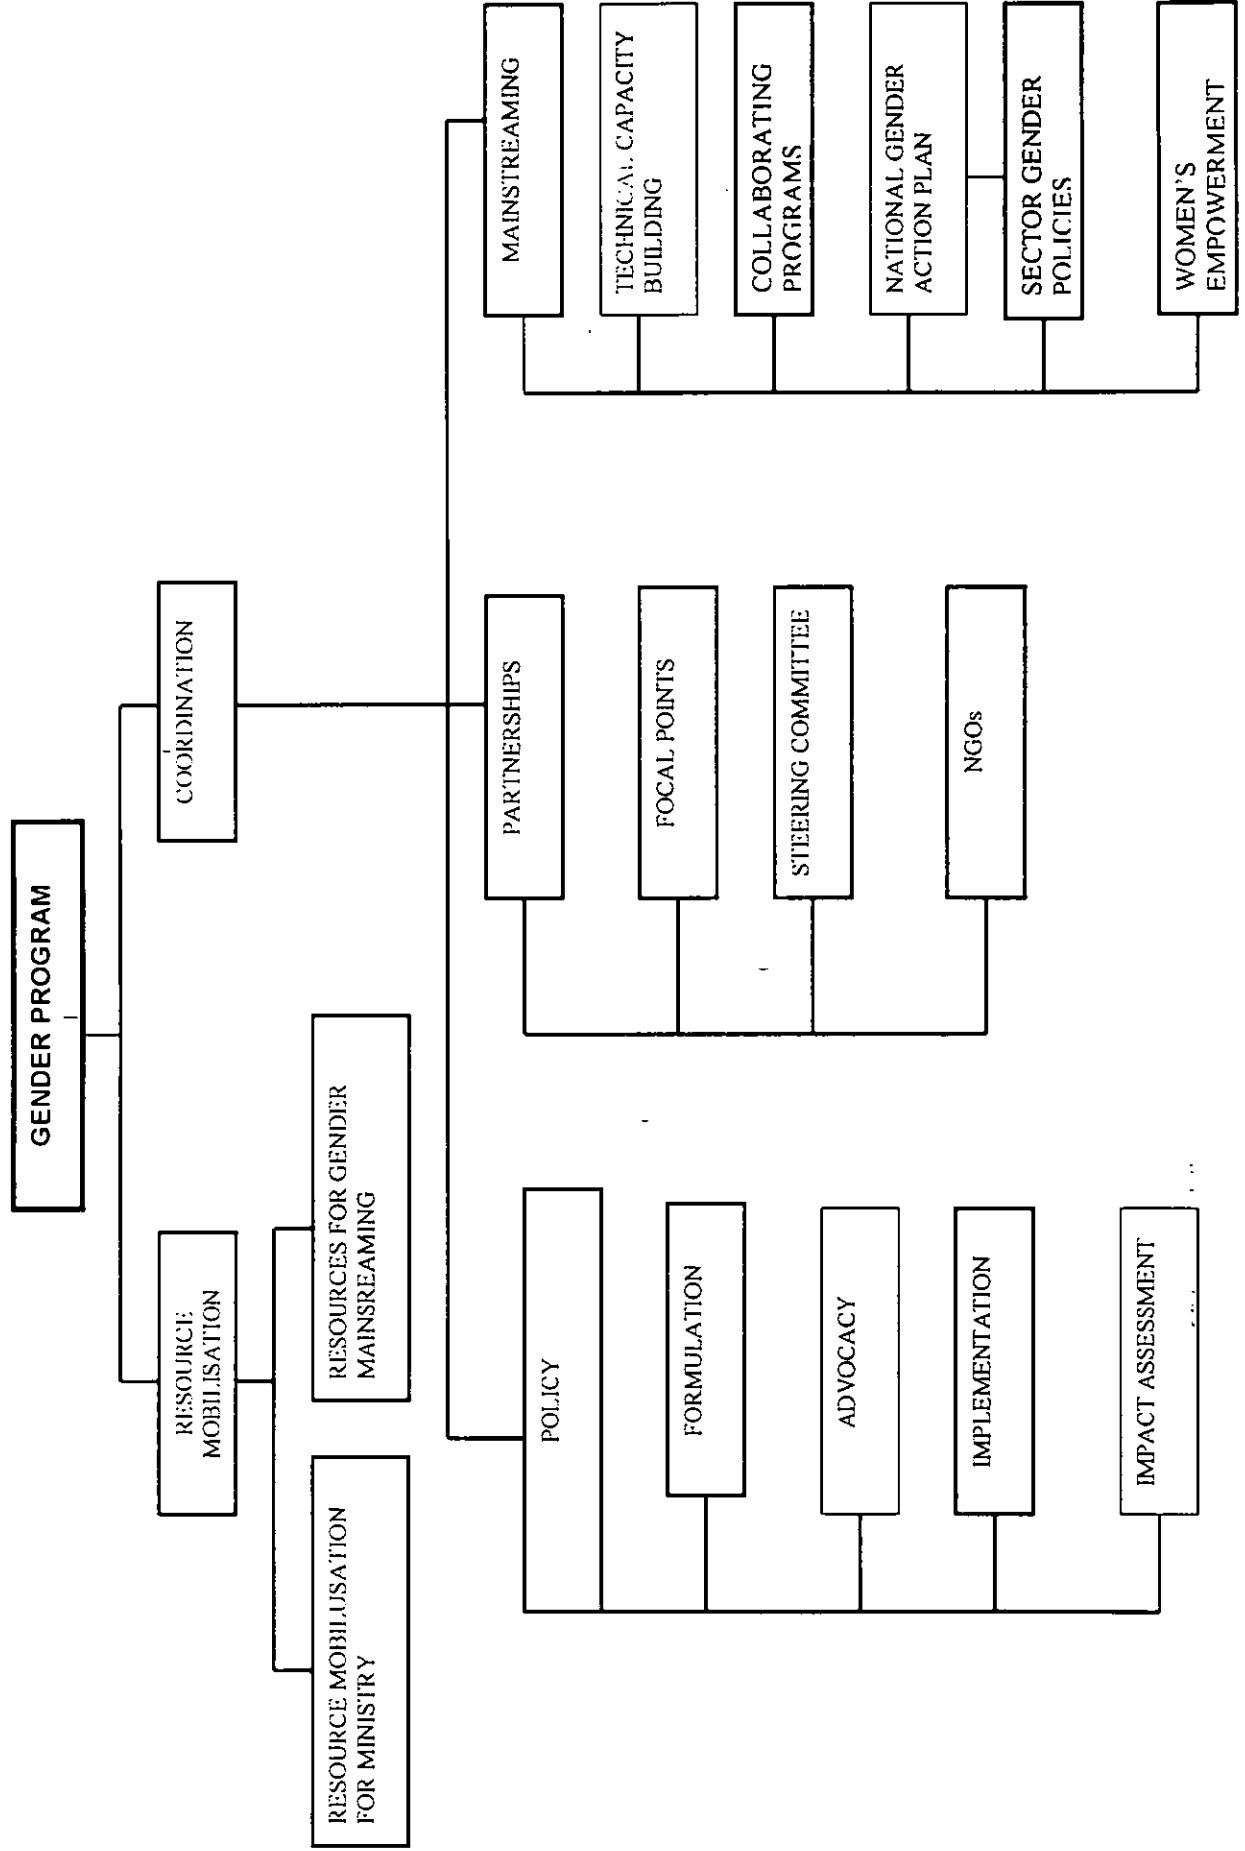 GENDER PROGRAM
RESOURCE
MOBILISATION
COORDINATION
RESOURCE MOBILUSATION
FOR MINISTRY
RESOURCES FOR GENDER
MAINSREAMING
POLICY
FORMULATION
ADVOCACY
IMPLEMENTATION
IMPACT ASSESSMENT
PARTNERSHIPS
FOCAL POINTS
STEERING COMMITTEE
NGOs
MAINSTREAMING
TECHNICAL CAPACITY
BUILDING
COLLABORATING
PROGRAMS
NATIONAL GENDER
ACTION PLAN
SECTOR GENDER
POLICIES
WOMEN'S
EMPOWERMENT